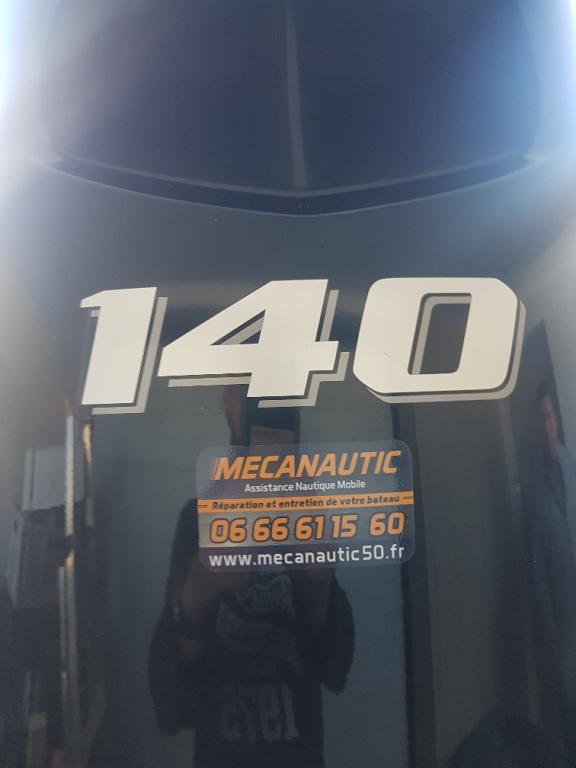 140
MECANAUTIC
Assistance Nautique Mobile
Réparation et entretien de votre bateau
06 66 61 15 60
www.mecanautic50.fr
1975